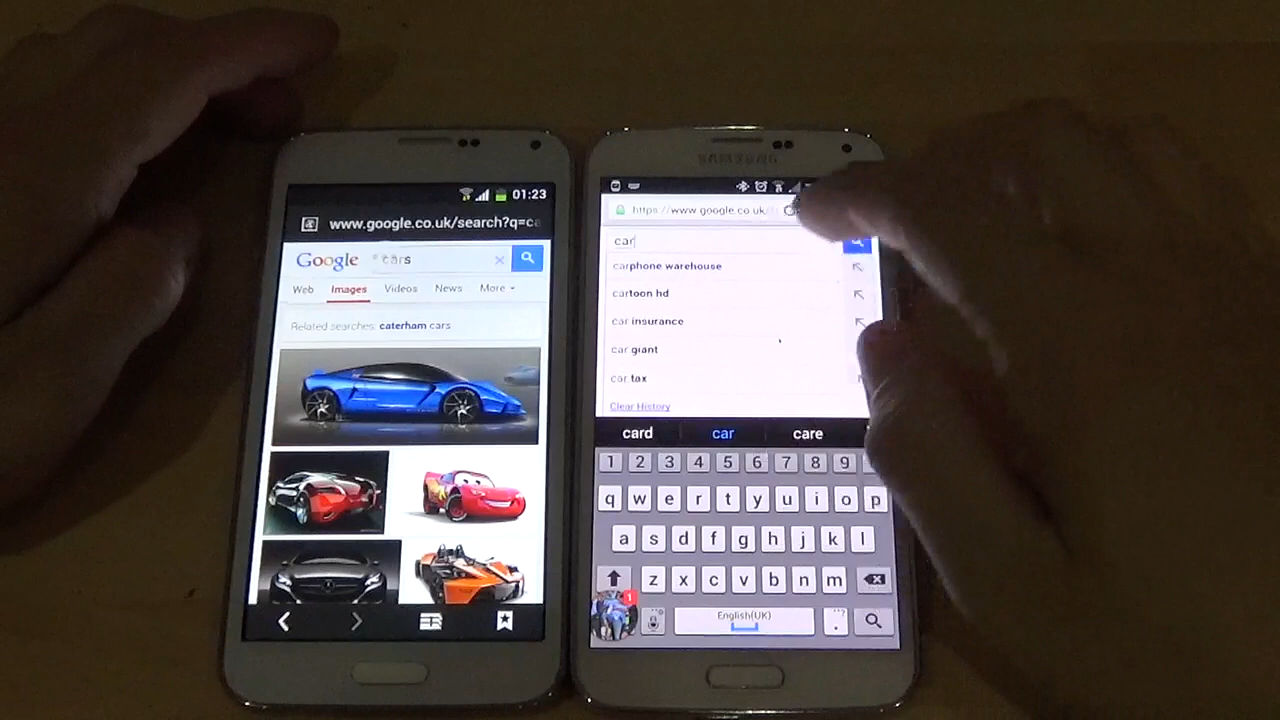 01:23
www.google.co.uk/search?q=ca
Google
cars
Web Images Videos News More
Related searches: caterham cars
SAMSUNG
https://www.google.co.uk/
car
carphone warehouse
cartoon hd
car insurance
car giant
car tax
Clear History
card car care
1 2 3 4 5 6 7 8 9
q w e r t y u i o p
a s d f g h j k l
z x c v b n m
1
English(UK)
. ?